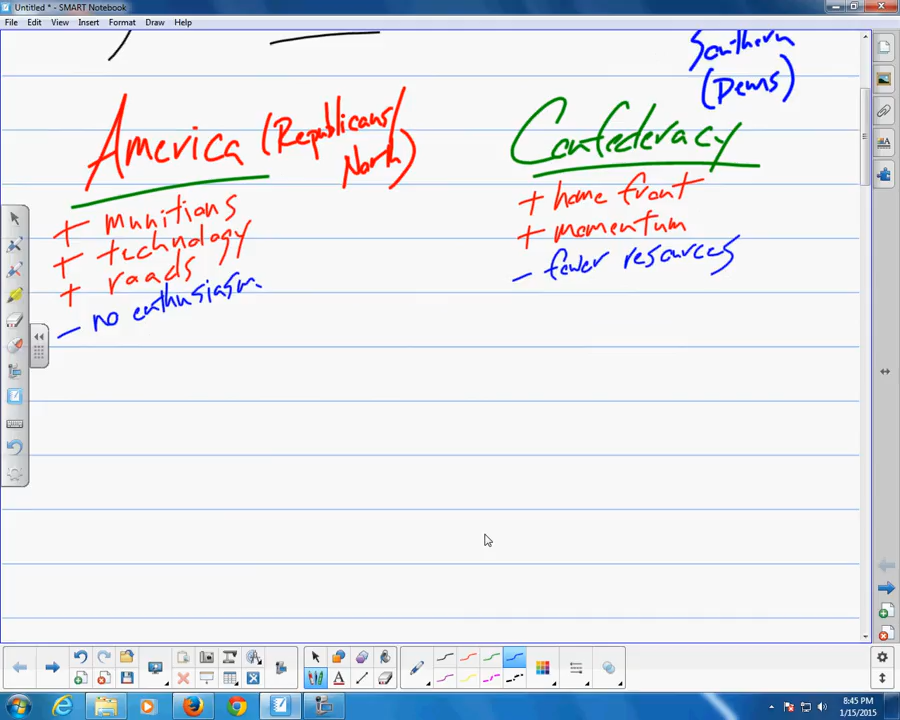 Untitled * - SMART Notebook
File Edit View Insert Format Draw Help
Southern
(Dems)
America (Republicans/
North)
+ munitions
+ technology
+ roads
- no enthusiasm
Confederacy
+ home front
+ momentum
- fewer resources
8:45 PM
1/15/2015